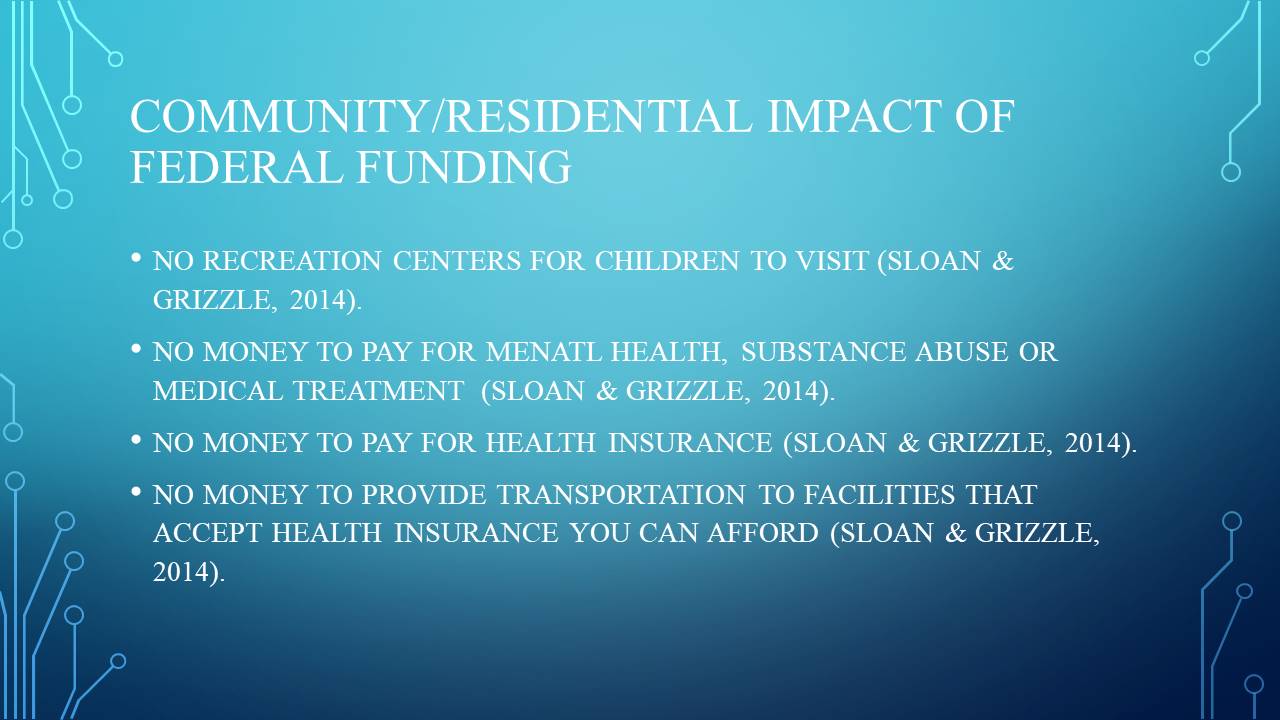 COMMUNITY/RESIDENTIAL IMPACT OF
FEDERAL FUNDING
• NO RECREATION CENTERS FOR CHILDREN TO VISIT (SLOAN &
GRIZZLE, 2014).
• NO MONEY TO PAY FOR MENATL HEALTH, SUBSTANCE ABUSE OR
MEDICAL TREATMENT (SLOAN & GRIZZLE, 2014).
• NO MONEY TO PAY FOR HEALTH INSURANCE (SLOAN & GRIZZLE, 2014).
• NO MONEY TO PROVIDE TRANSPORTATION TO FACILITIES THAT
ACCEPT HEALTH INSURANCE YOU CAN AFFORD (SLOAN & GRIZZLE,
2014).